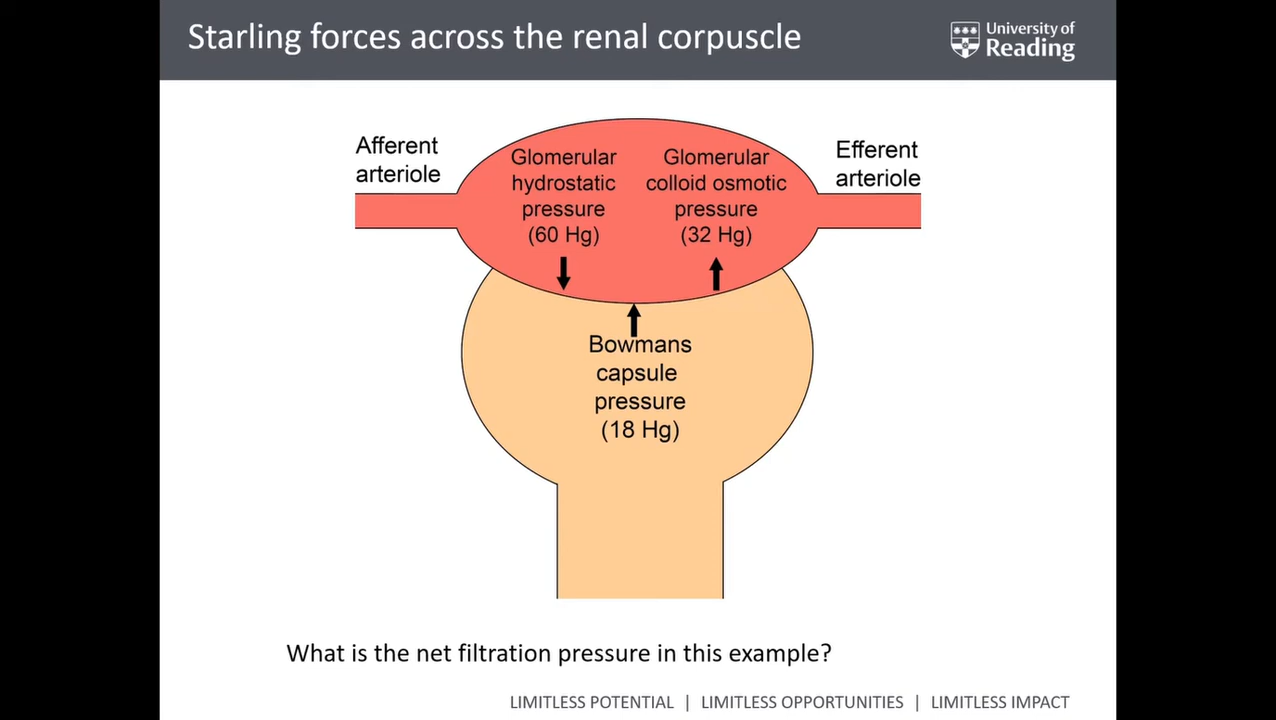 Starling forces across the renal corpuscle
University of
Reading
Afferent
arteriole
Glomerular
hydrostatic
pressure
(60 Hg)
Glomerular
colloid osmotic
pressure
(32 Hg)
Efferent
arteriole
Bowmans
capsule
pressure
(18 Hg)
What is the net filtration pressure in this example?
LIMITLESS POTENTIAL | LIMITLESS OPPORTUNITIES | LIMITLESS IMPACT